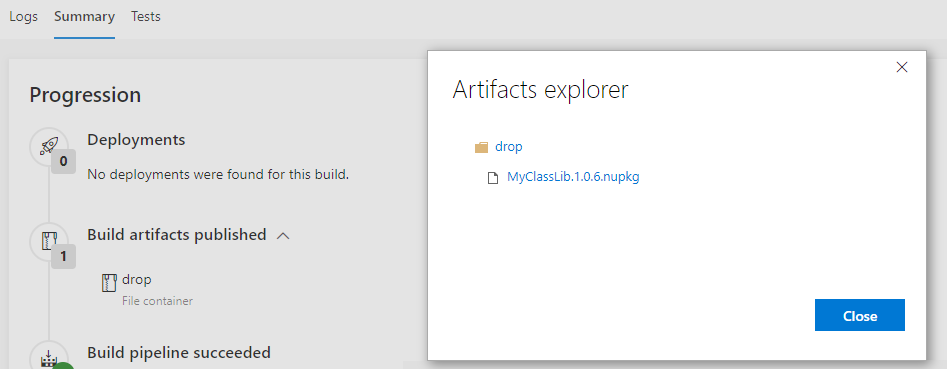 Logs Summary Tests
Progression
Deployments
0
No deployments were found for this build.
Build artifacts published
1
drop
File container
Build pipeline succeeded
Artifacts explorer
drop
MyClassLib.1.0.6.nupkg
Close